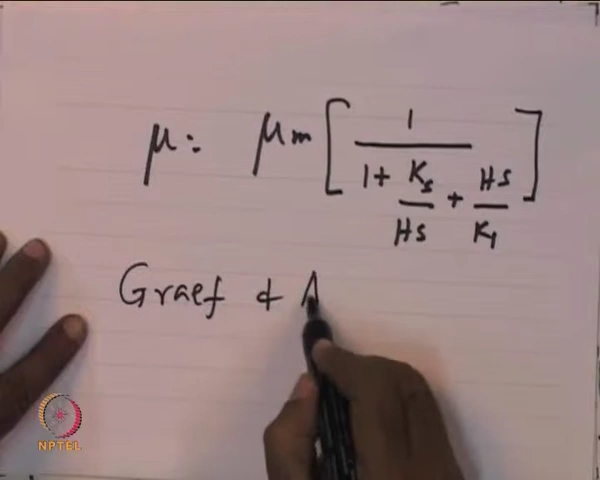 μ = μm [ 1 / (1 + Ks/HS + HS/K1) ]
Graef & A
NPTEL